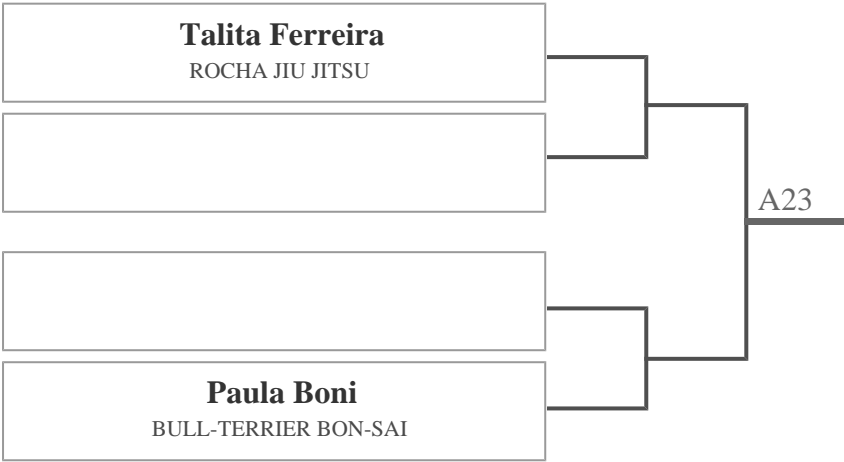 Talita Ferreira
ROCHA JIU JITSU
A23
Paula Boni
BULL-TERRIER BON-SAI